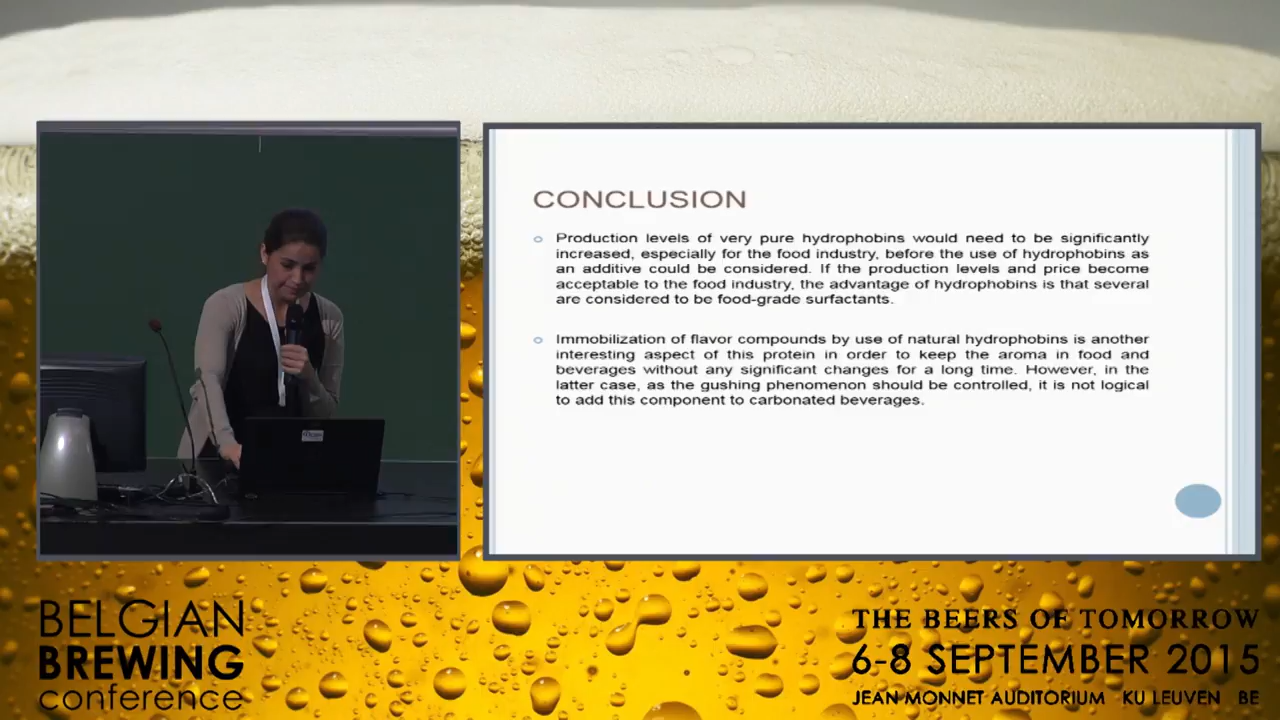 CONCLUSION
Production levels of very pure hydrophobins would need to be significantly
increased, especially for the food industry, before the use of hydrophobins as
an additive could be considered. If the production levels and price become
acceptable to the food industry, the advantage of hydrophobins is that several
are considered to be food-grade surfactants.
Immobilization of flavor compounds by use of natural hydrophobins is another
interesting aspect of this protein in order to keep the aroma in food and
beverages without any significant changes for a long time. However, in the
latter case, as the gushing phenomenon should be controlled, it is not logical
to add this component to carbonated beverages.
BELGIAN
BREWING
conference
THE BEERS OF TOMORROW
6-8 SEPTEMBER 2015
JEAN MONNET AUDITORIUM KU LEUVEN BE